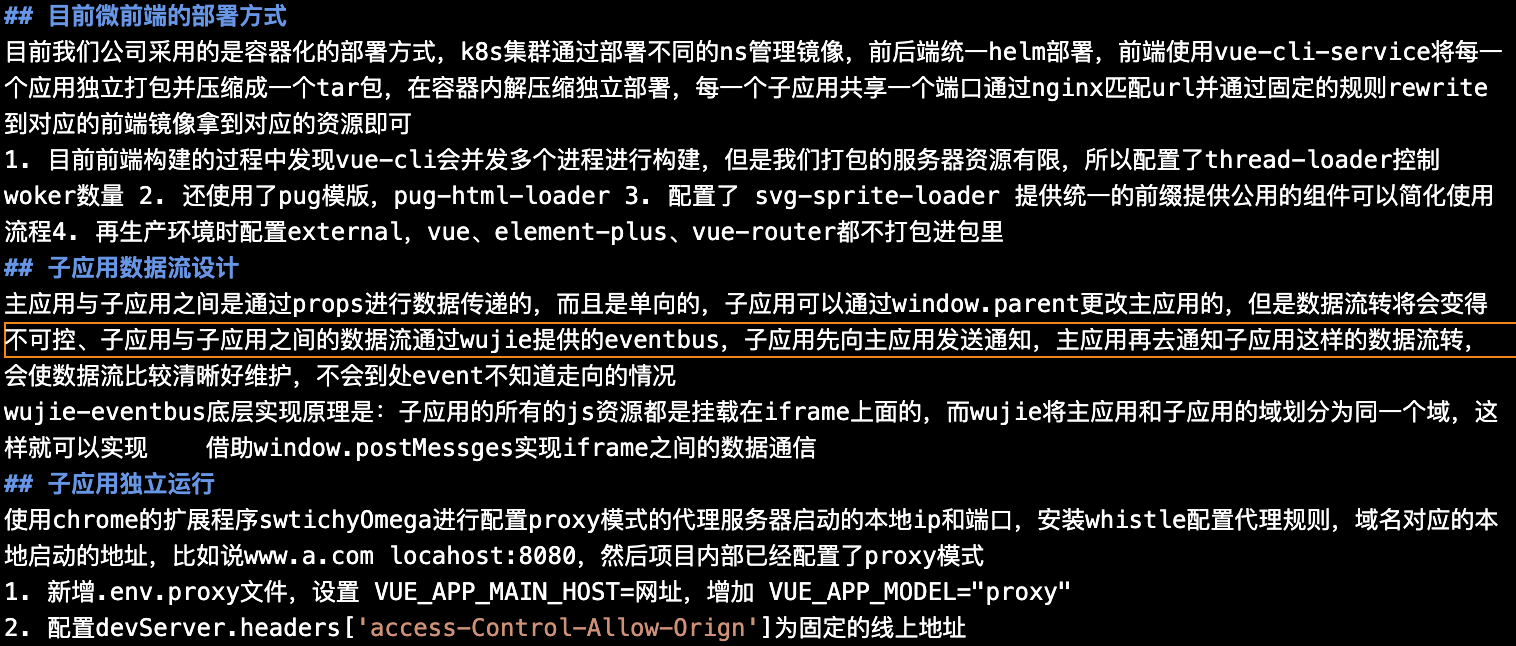 ## 目前微前端的部署方式
目前我们公司采用的是容器化的部署方式，k8s集群通过部署不同的ns管理镜像，前后端统一helm部署，前端使用vue-cli-service将每一
个应用独立打包并压缩成一个tar包，在容器内解压缩独立部署，每一个子应用共享一个端口通过nginx匹配url并通过固定的规则rewrite
到对应的前端镜像拿到对应的资源即可
1. 目前前端构建的过程中发现vue-cli会并发多个进程进行构建，但是我们打包的服务器资源有限，所以配置了thread-loader控制
woker数量 2. 还使用了pug模版，pug-html-loader 3. 配置了 svg-sprite-loader 提供统一的前缀提供公用的组件可以简化使用
流程4. 再生产环境时配置external，vue、element-plus、vue-router都不打包进包里
## 子应用数据流设计
主应用与子应用之间是通过props进行数据传递的，而且是单向的，子应用可以通过window.parent更改主应用的，但是数据流转将会变得
不可控、子应用与子应用之间的数据流通过wujie提供的eventbus，子应用先向主应用发送通知，主应用再去通知子应用这样的数据流转，
会使数据流比较清晰好维护，不会到处event不知道走向的情况
wujie-eventbus底层实现原理是：子应用的所有的js资源都是挂载在iframe上面的，而wujie将主应用和子应用的域划分为同一个域，这
样就可以实现    借助window.postMessges实现iframe之间的数据通信
## 子应用独立运行
使用chrome的扩展程序swtichyOmega进行配置proxy模式的代理服务器启动的本地ip和端口，安装whistle配置代理规则，域名对应的本
地启动的地址，比如说www.a.com locahost:8080，然后项目内部已经配置了proxy模式
1. 新增.env.proxy文件，设置 VUE_APP_MAIN_HOST=网址，增加 VUE_APP_MODEL="proxy"
2. 配置devServer.headers['access-Control-Allow-Orign']为固定的线上地址